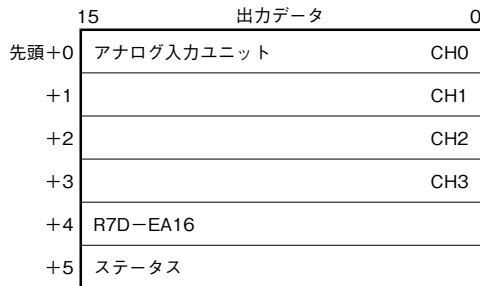 15 出力データ 0
先頭＋0 アナログ入力ユニット CH0
＋1 CH1
＋2 CH2
＋3 CH3
＋4 R7D－EA16
＋5 ステータス